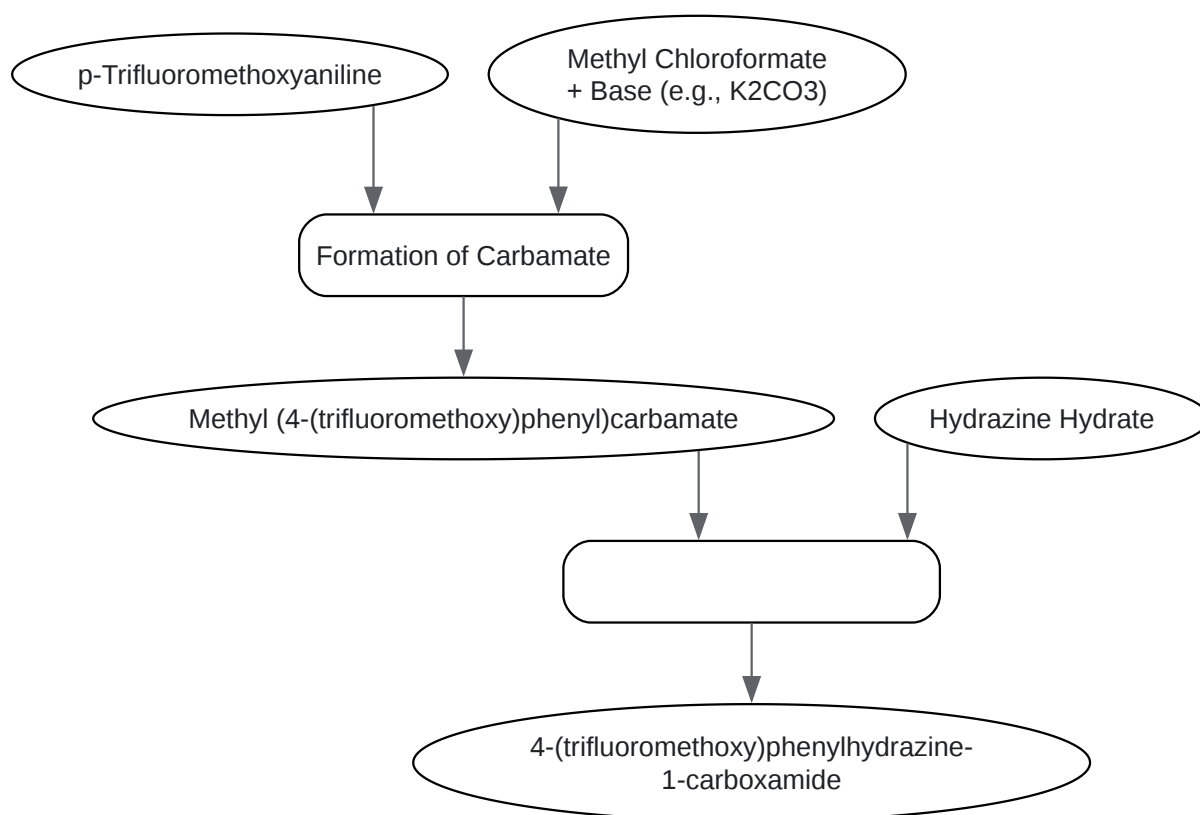 p-Trifluoromethoxyaniline
Methyl Chloroformate
+ Base (e.g., K2CO3)
Formation of Carbamate
Methyl (4-(trifluoromethoxy)phenyl)carbamate
Hydrazine Hydrate
4-(trifluoromethoxy)phenylhydrazine-
1-carboxamide